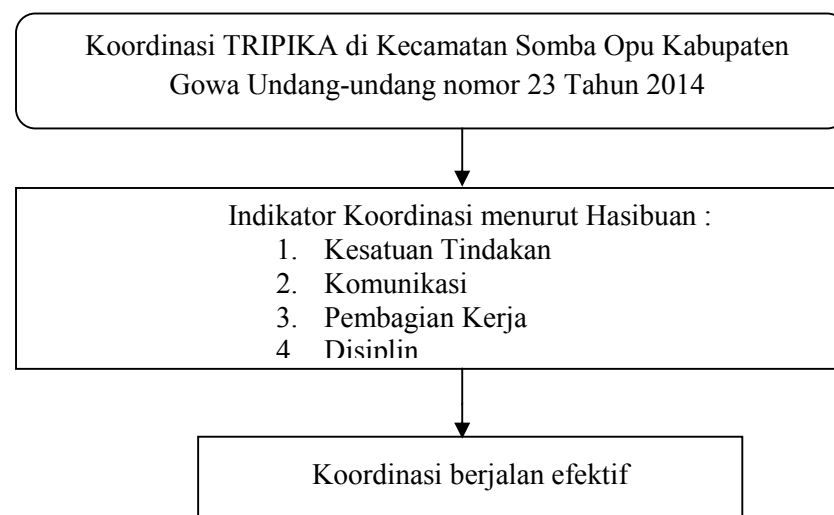 Koordinasi TRIPIKA di Kecamatan Somba Opu Kabupaten
Gowa Undang-undang nomor 23 Tahun 2014
Indikator Koordinasi menurut Hasibuan :
1. Kesatuan Tindakan
2. Komunikasi
3. Pembagian Kerja
4 Disiplin
Koordinasi berjalan efektif